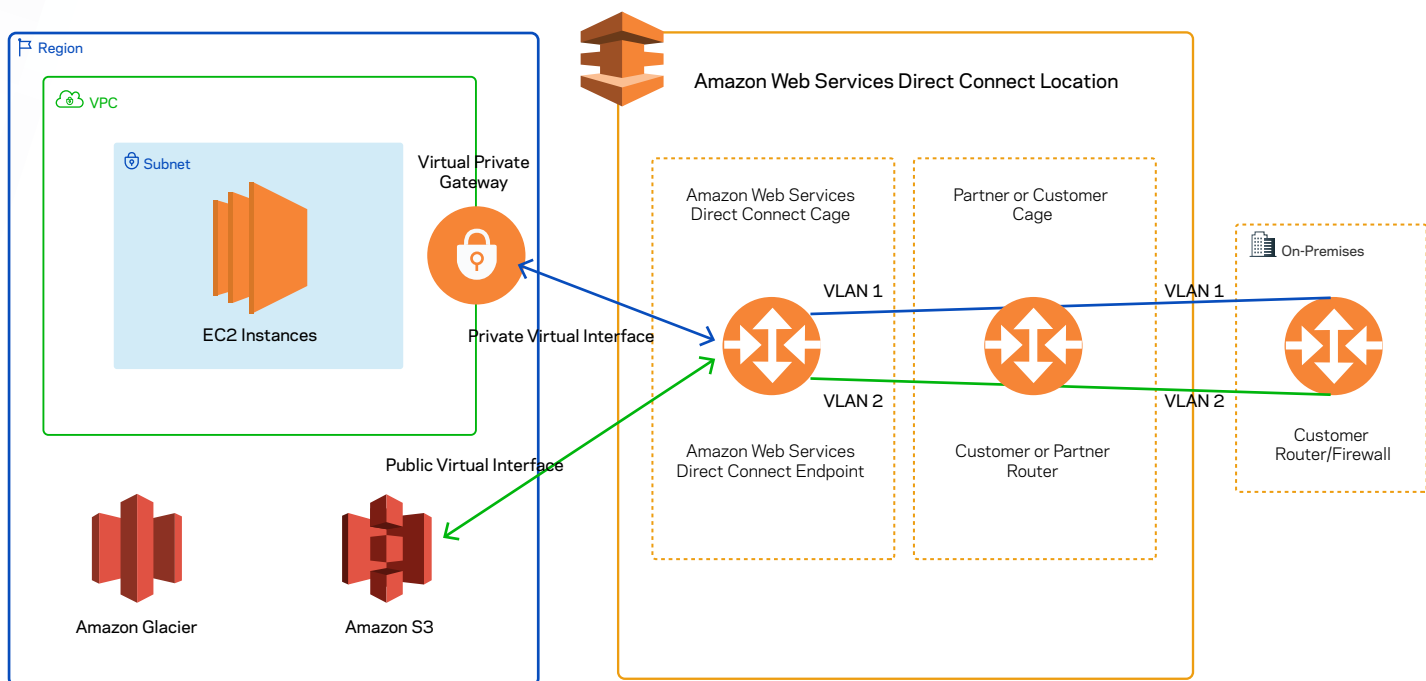 Region
VPC
Subnet
EC2 Instances
Virtual Private
Gateway
Private Virtual Interface
Public Virtual Interface
Amazon Glacier
Amazon S3
Amazon Web Services Direct Connect Location
Amazon Web Services
Direct Connect Cage
Partner or Customer
Cage
On-Premises
VLAN 1
VLAN 1
VLAN 2
VLAN 2
Amazon Web Services
Direct Connect Endpoint
Customer or Partner
Router
Customer
Router/Firewall